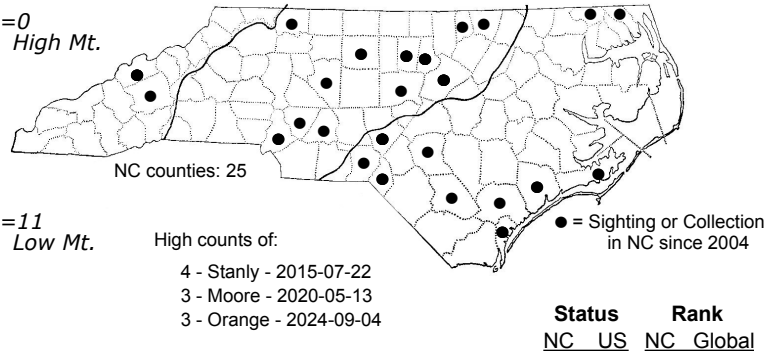 =0
High Mt.
NC counties: 25
=11
Low Mt.
High counts of:
4 - Stanly - 2015-07-22
3 - Moore - 2020-05-13
3 - Orange - 2024-09-04
● = Sighting or Collection
in NC since 2004
Status Rank
NC US NC Global